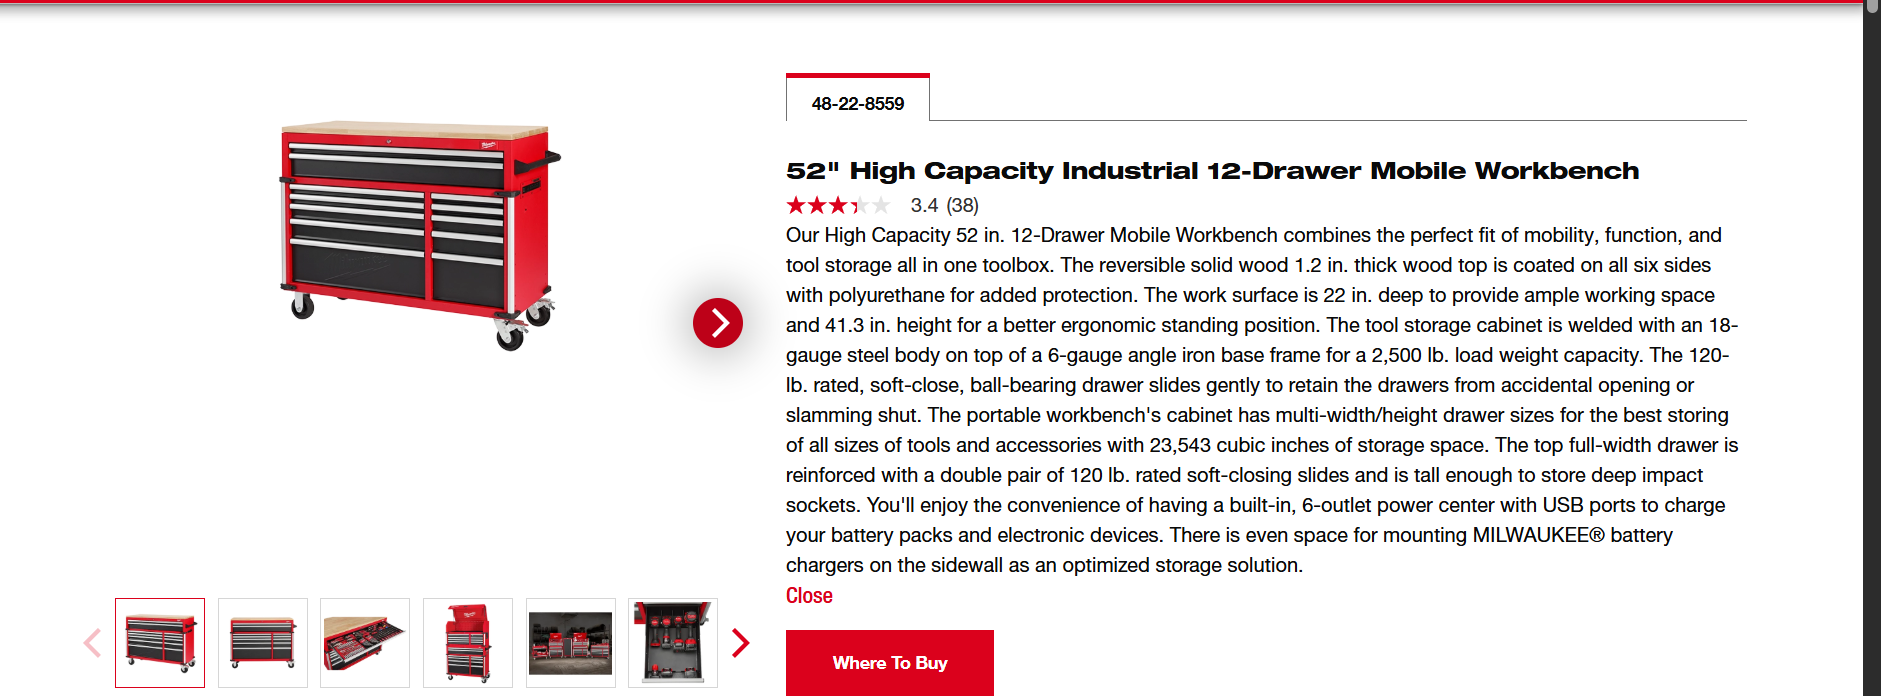 48-22-8559
52" High Capacity Industrial 12-Drawer Mobile Workbench
3.4 (38)
Our High Capacity 52 in. 12-Drawer Mobile Workbench combines the perfect fit of mobility, function, and
tool storage all in one toolbox. The reversible solid wood 1.2 in. thick wood top is coated on all six sides
with polyurethane for added protection. The work surface is 22 in. deep to provide ample working space
and 41.3 in. height for a better ergonomic standing position. The tool storage cabinet is welded with an 18-
gauge steel body on top of a 6-gauge angle iron base frame for a 2,500 lb. load weight capacity. The 120-
lb. rated, soft-close, ball-bearing drawer slides gently to retain the drawers from accidental opening or
slamming shut. The portable workbench's cabinet has multi-width/height drawer sizes for the best storing
of all sizes of tools and accessories with 23,543 cubic inches of storage space. The top full-width drawer is
reinforced with a double pair of 120 lb. rated soft-closing slides and is tall enough to store deep impact
sockets. You'll enjoy the convenience of having a built-in, 6-outlet power center with USB ports to charge
your battery packs and electronic devices. There is even space for mounting MILWAUKEE® battery
chargers on the sidewall as an optimized storage solution.
Close
Where To Buy